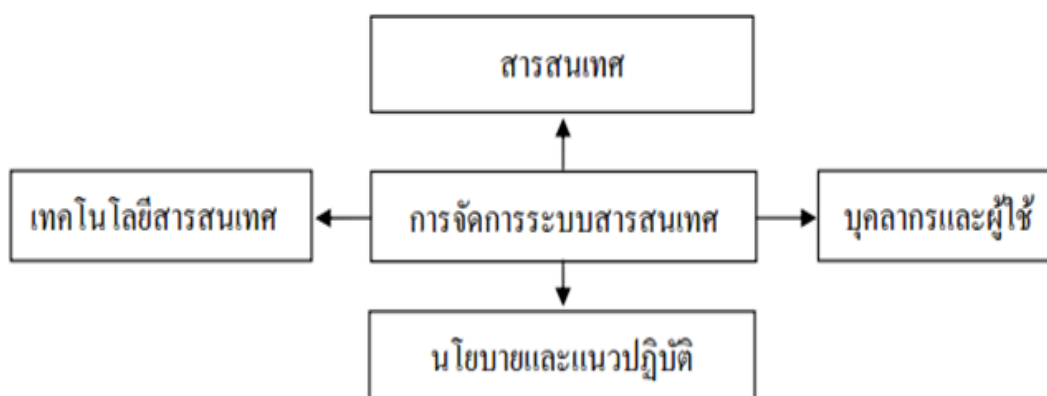 สารสนเทศ
เทคโนโลยีสารสนเทศ
การจัดการระบบสารสนเทศ
บุคลากรและผู้ใช้
นโยบายและแนวปฏิบัติ